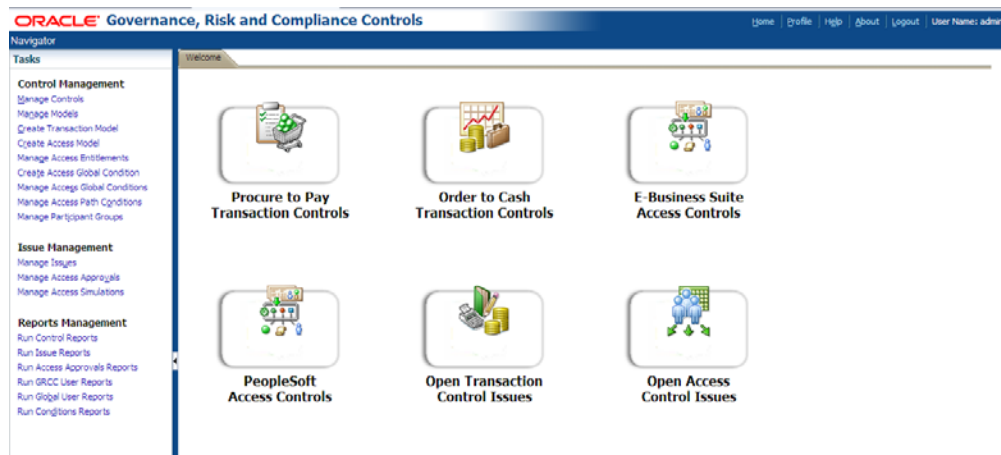 ORACLE Governance, Risk and Compliance Controls
Home Profile Help About Logout User Name: admin
Navigator
Tasks
Welcome
Control Management
Manage Controls
Manage Models
Create Transaction Model
Create Access Model
Manage Access Entitlements
Create Access Global Condition
Manage Access Global Conditions
Manage Access Path Conditions
Manage Participant Groups
Issue Management
Manage Issues
Manage Access Approvals
Manage Access Simulations
Reports Management
Run Control Reports
Run Issue Reports
Run Access Approvals Reports
Run GRCC User Reports
Run Global User Reports
Run Conditions Reports
Procure to Pay
Transaction Controls
Order to Cash
Transaction Controls
E-Business Suite
Access Controls
PeopleSoft
Access Controls
Open Transaction
Control Issues
Open Access
Control Issues